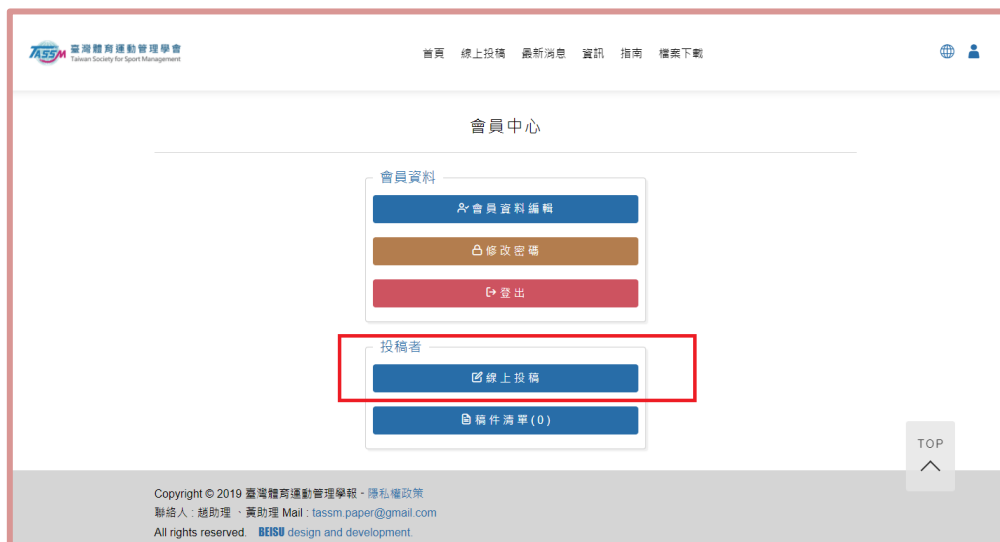 TASSM 臺灣體育運動管理學會
Taiwan Society for Sport Management
首頁 線上投稿 最新消息 資訊 指南 檔案下載
會員中心
會員資料
會員資料編輯
修改密碼
登出
投稿者
線上投稿
稿件清單(0)
TOP
Copyright © 2019 臺灣體育運動管理學報 - 隱私權政策
聯絡人 : 趙助理 、黃助理 Mail : tassm.paper@gmail.com
All rights reserved. BEISU design and development.